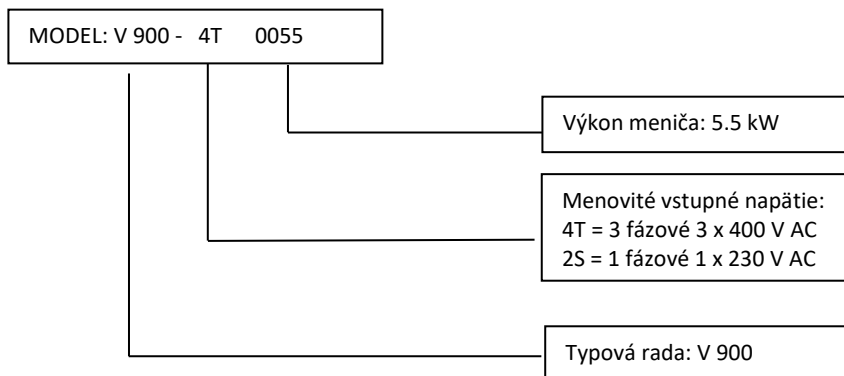 MODEL: V 900 - 4T 0055
Výkon meniča: 5.5 kW
Menovité vstupné napätie:
4T = 3 fázové 3 x 400 V AC
2S = 1 fázové 1 x 230 V AC
Typová rada: V 900